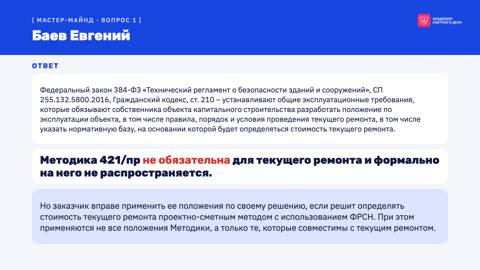 [ МАСТЕР-МАЙНД - ВОПРОС 1 ]
Баев Евгений
АКАДЕМИЯ
СМЕТНОГО ДЕЛА
ОТВЕТ
Федеральный закон 384-ФЗ «Технический регламент о безопасности зданий и сооружений», СП
255.132.5800.2016, Гражданский кодекс, ст. 210 – устанавливают общие эксплуатационные требования,
которые обязывают собственника объекта капитального строительства разработать положение по
эксплуатации объекта, в том числе правила, порядок и условия проведения текущего ремонта, в том числе
указать нормативную базу, на основании которой будет определяться стоимость текущего ремонта.
Методика 421/пр не обязательна для текущего ремонта и формально
на него не распространяется.
Но заказчик вправе применить ее положения по своему решению, если решит определять
стоимость текущего ремонта проектно-сметным методом с использованием ФРСН. При этом
применяются не все положения Методики, а только те, которые совместимы с текущим ремонтом.